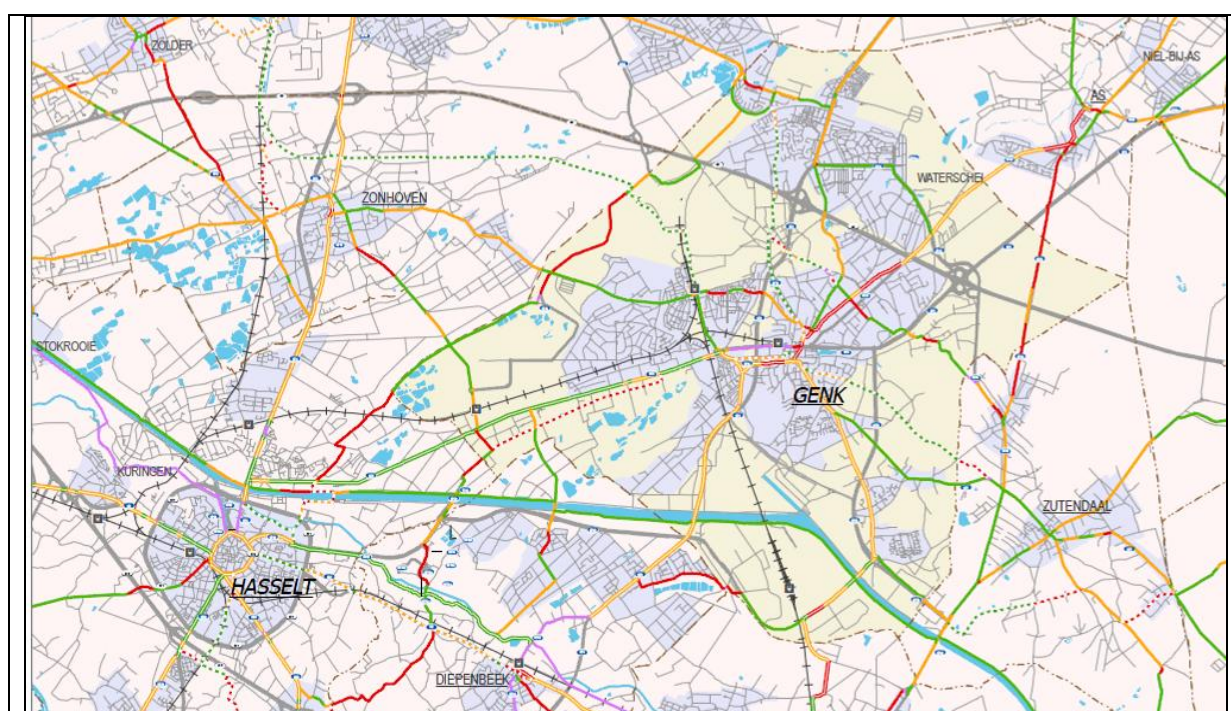 ZOLDER
NIEL-BIJ-AS
AS
WATERSCHEI
ZONHOVEN
STOKROOIE
GENK
KURINGEN
ZUTENDAAL
HASSELT
DIEPENBEEK